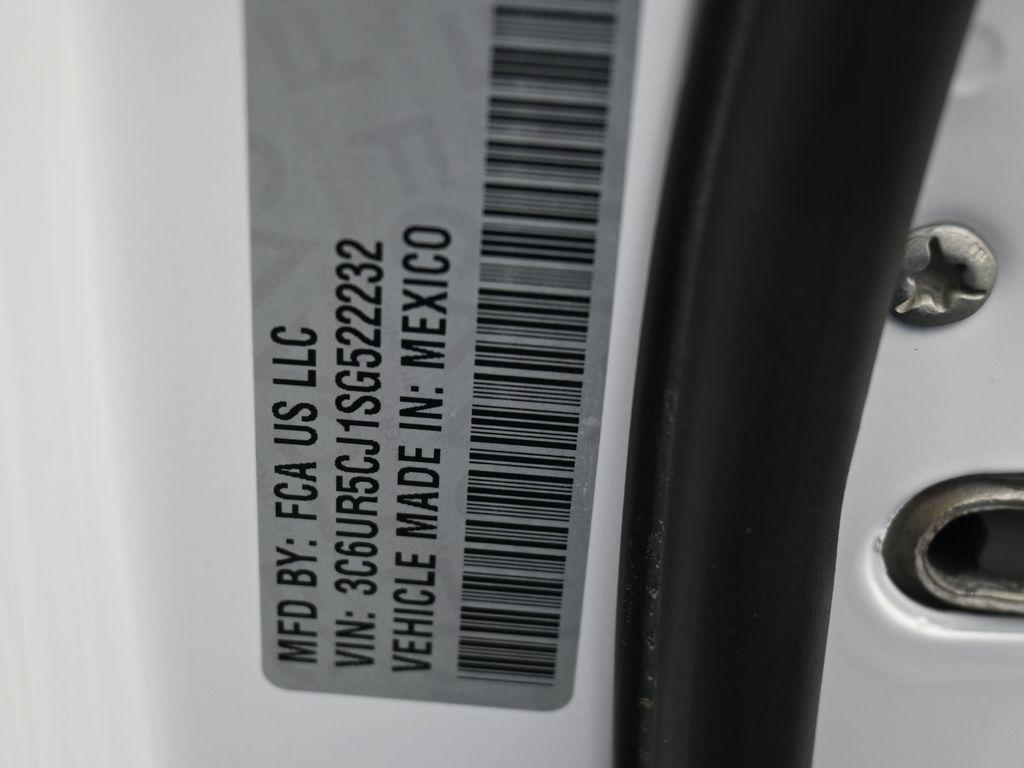 MFD BY: FCA US LLC
VIN: 3C6UR5CJ1SG522232
VEHICLE MADE IN: MEXICO